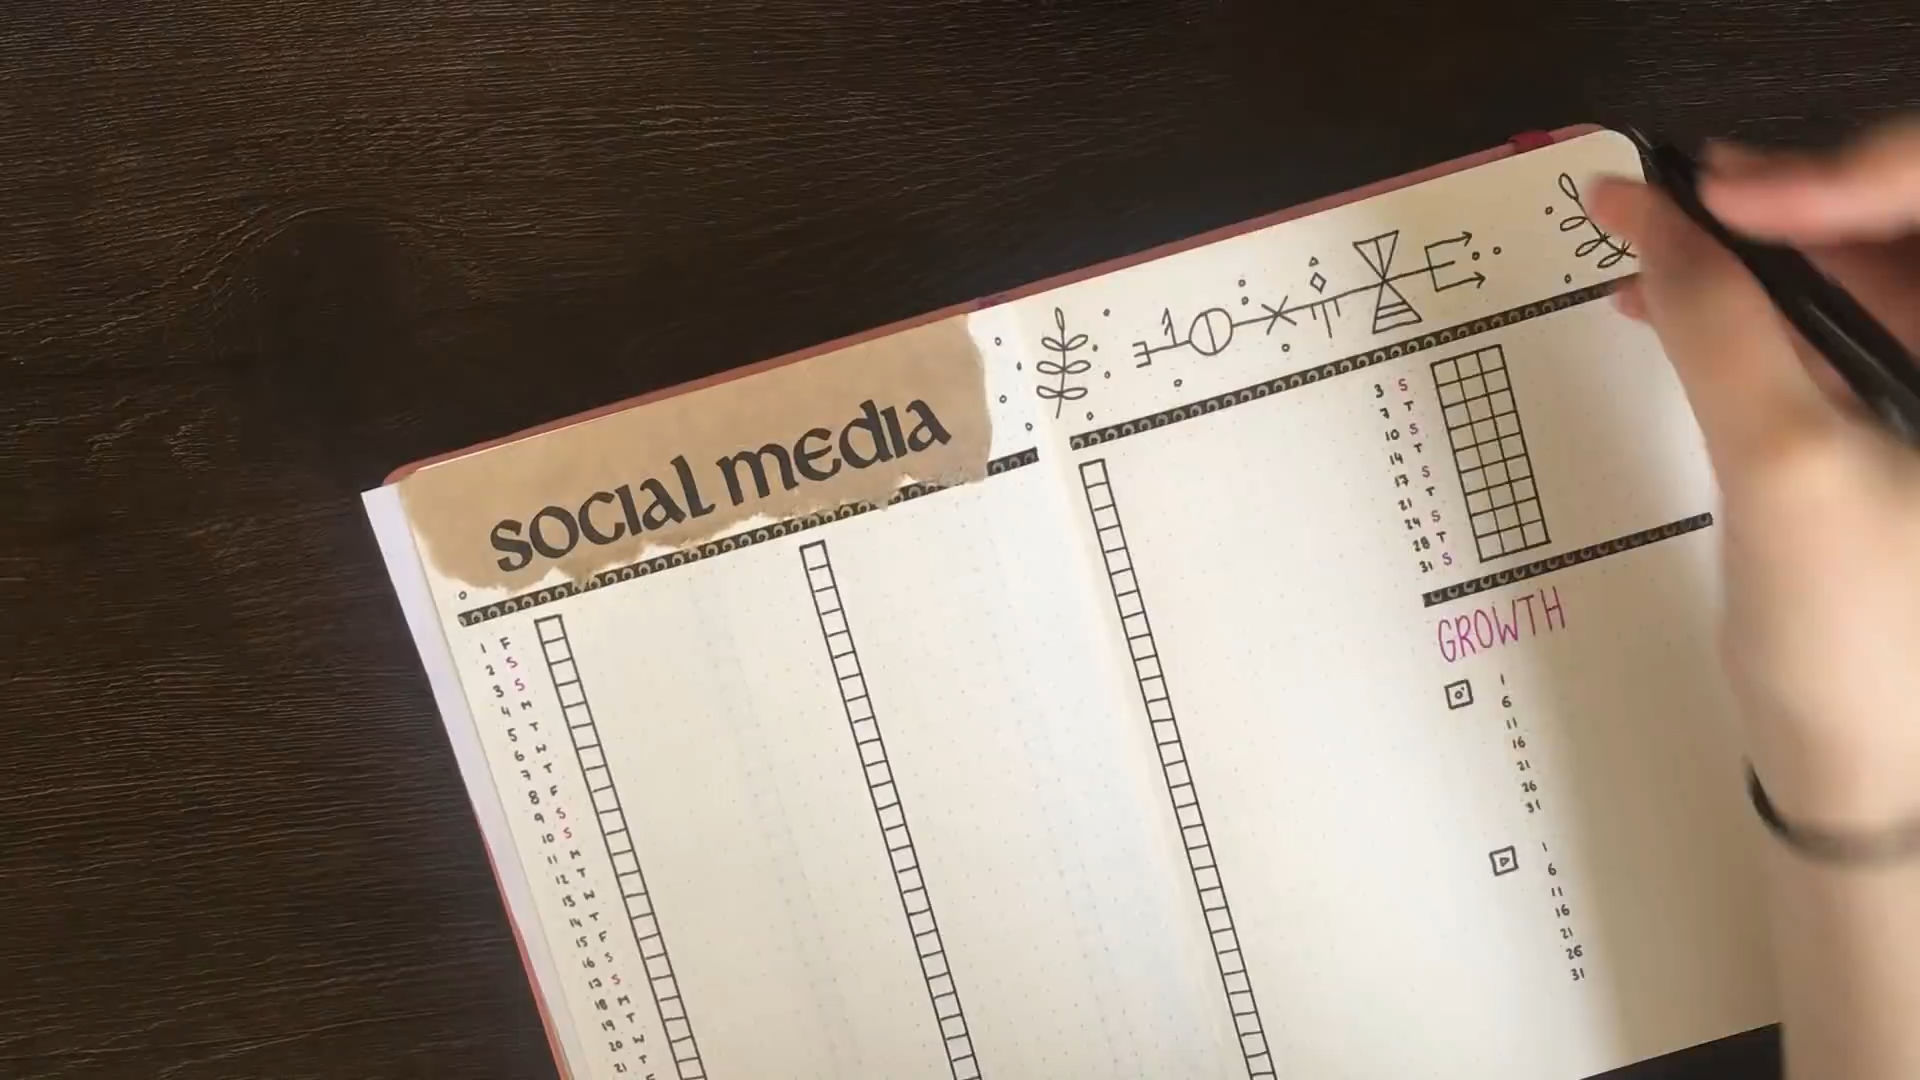 SOCIAL MEDIA
1 F
2 S
3 S
4 M
5 T
6 W
7 T
8 F
9 S
10 S
11 M
12 T
13 W
14 T
15 F
16 S
17 S
18 M
19 T
20 W
21 T
F
3 S
7 T
10 S
14 T
17 S
21 T
24 S
28 T
31 S
GROWTH
1
6
11
16
21
26
31
1
6
11
16
21
26
31